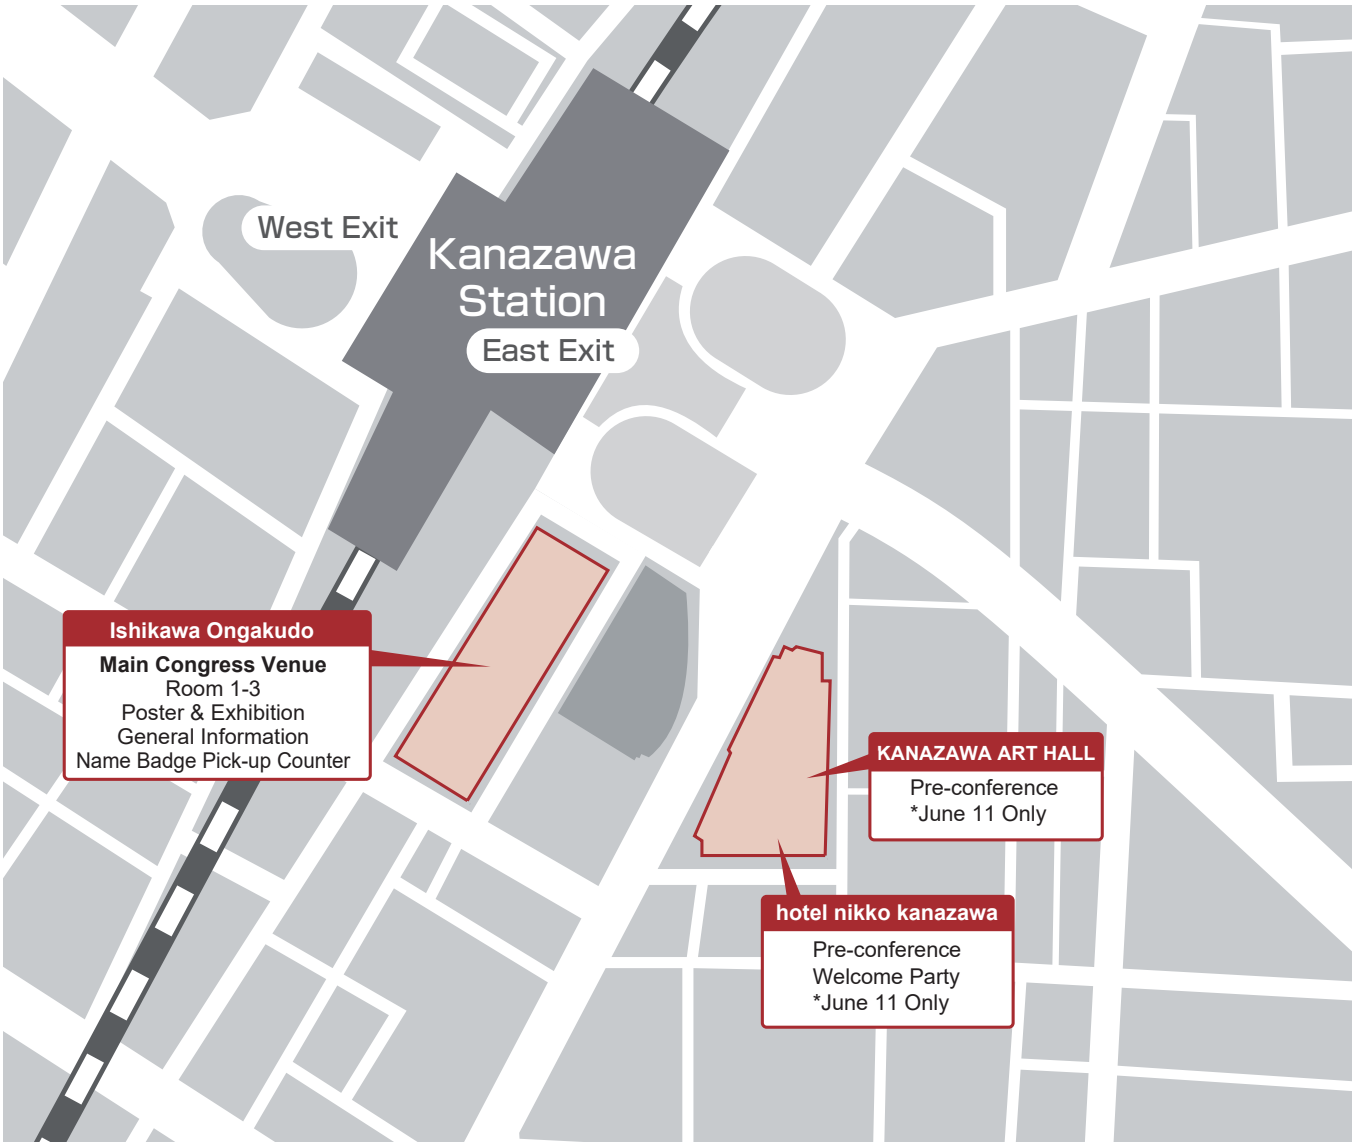 West Exit
Kanazawa
Station
East Exit
Ishikawa Ongakudo
Main Congress Venue
Room 1-3
Poster & Exhibition
General Information
Name Badge Pick-up Counter
KANAZAWA ART HALL
Pre-conference
*June 11 Only
hotel nikko kanazawa
Pre-conference
Welcome Party
*June 11 Only